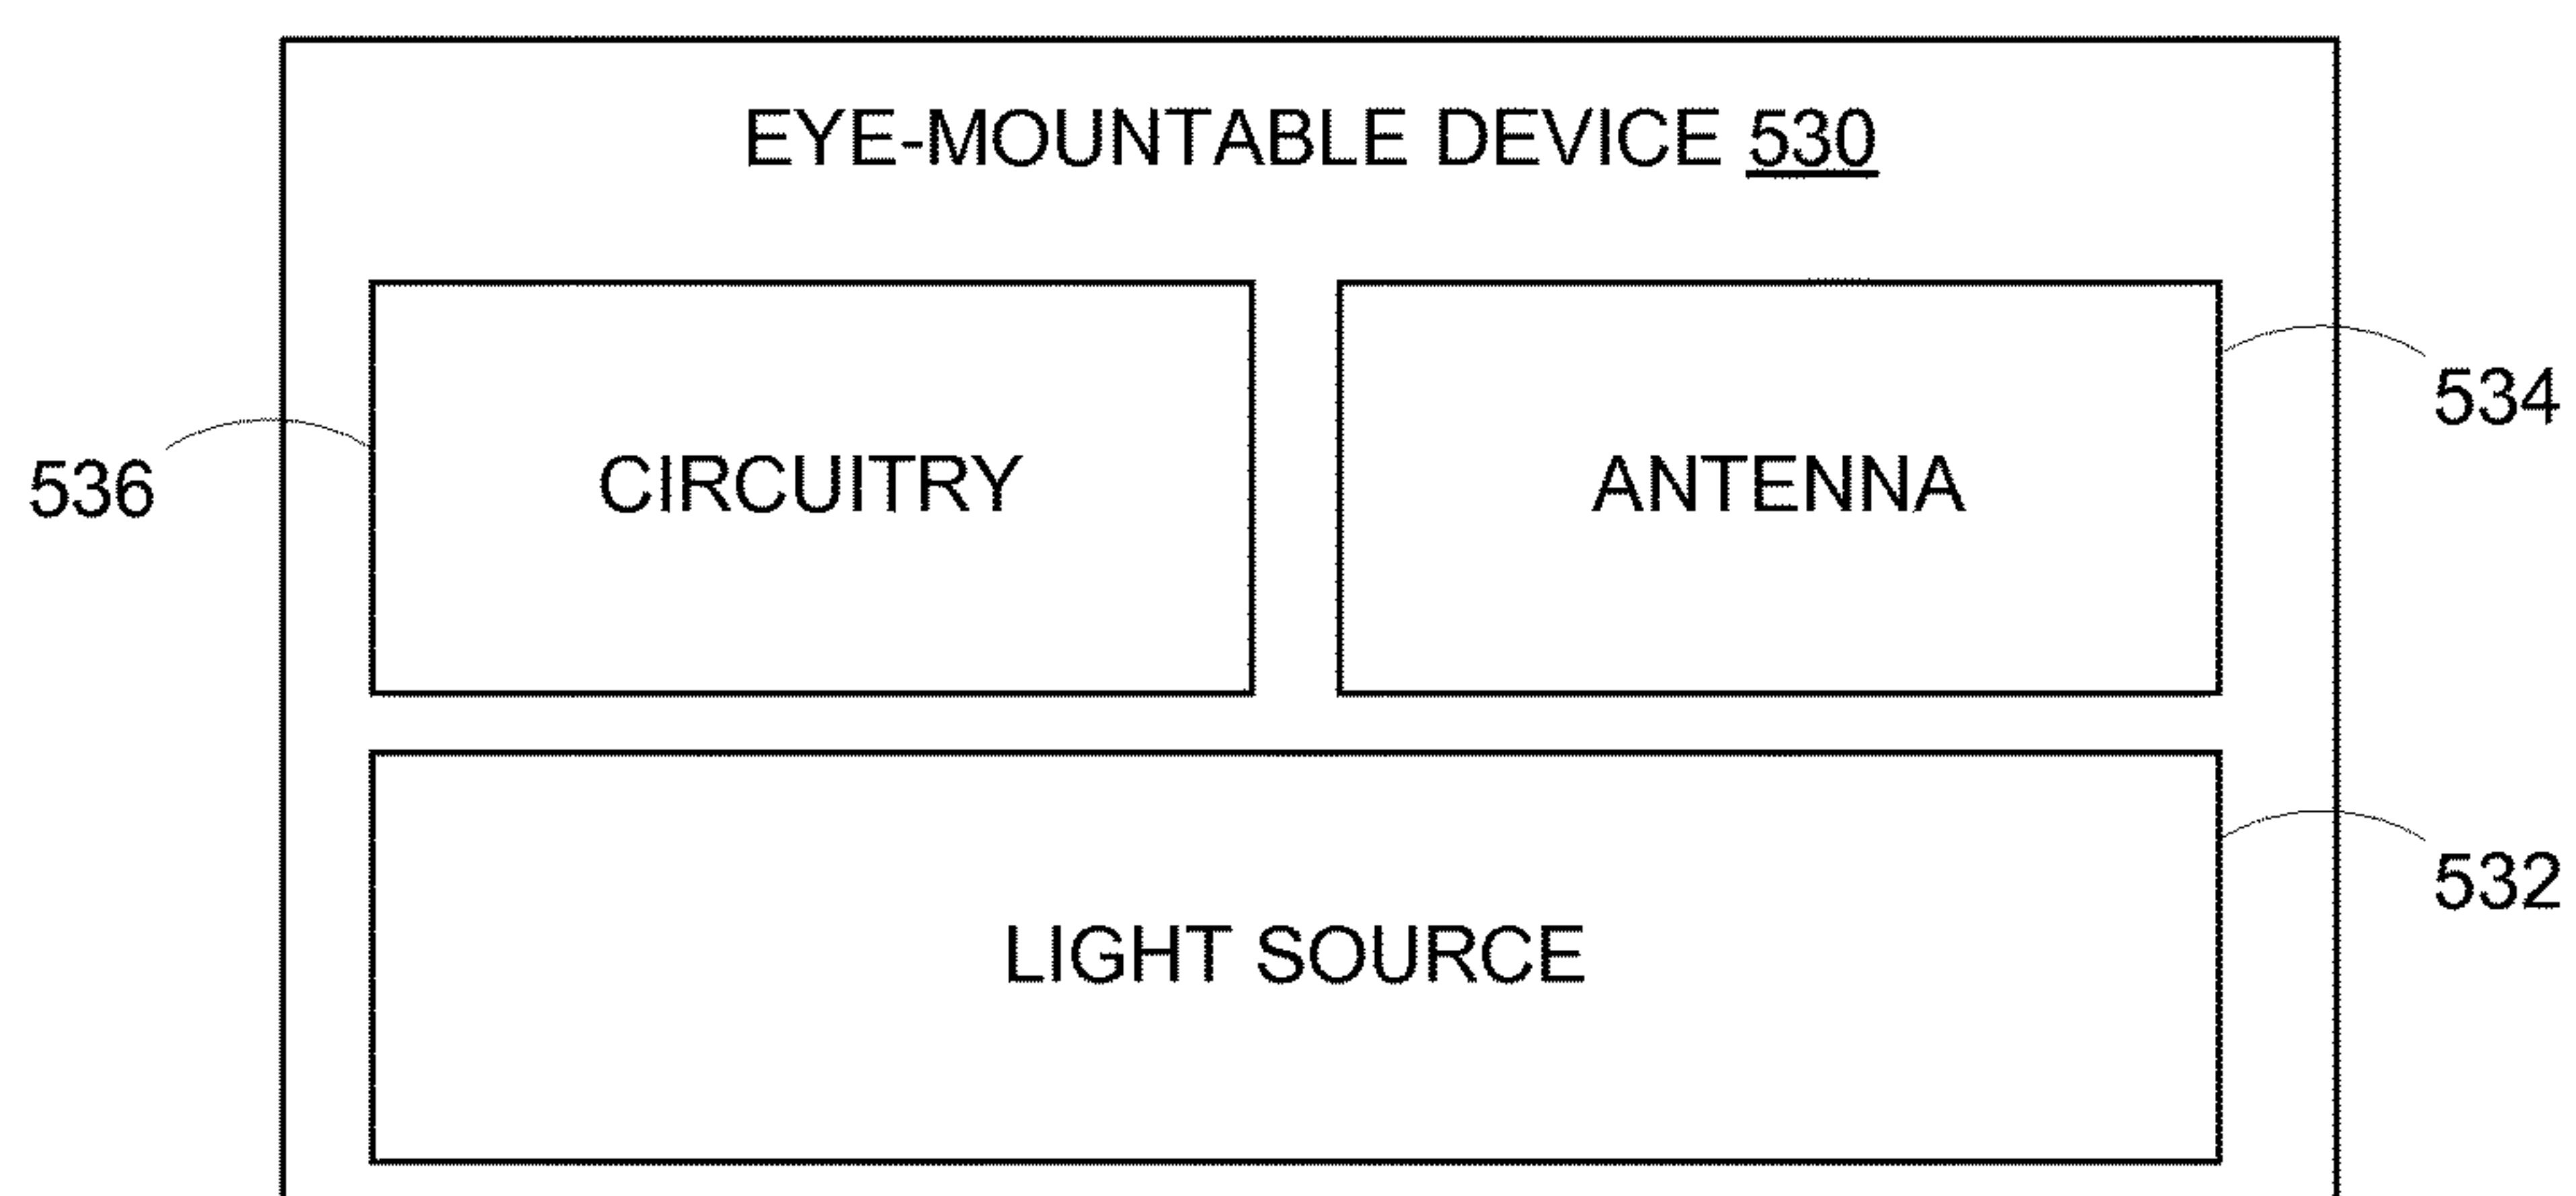 EYE-MOUNTABLE DEVICE 530
534
536
CIRCUITRY
ANTENNA
532
LIGHT SOURCE